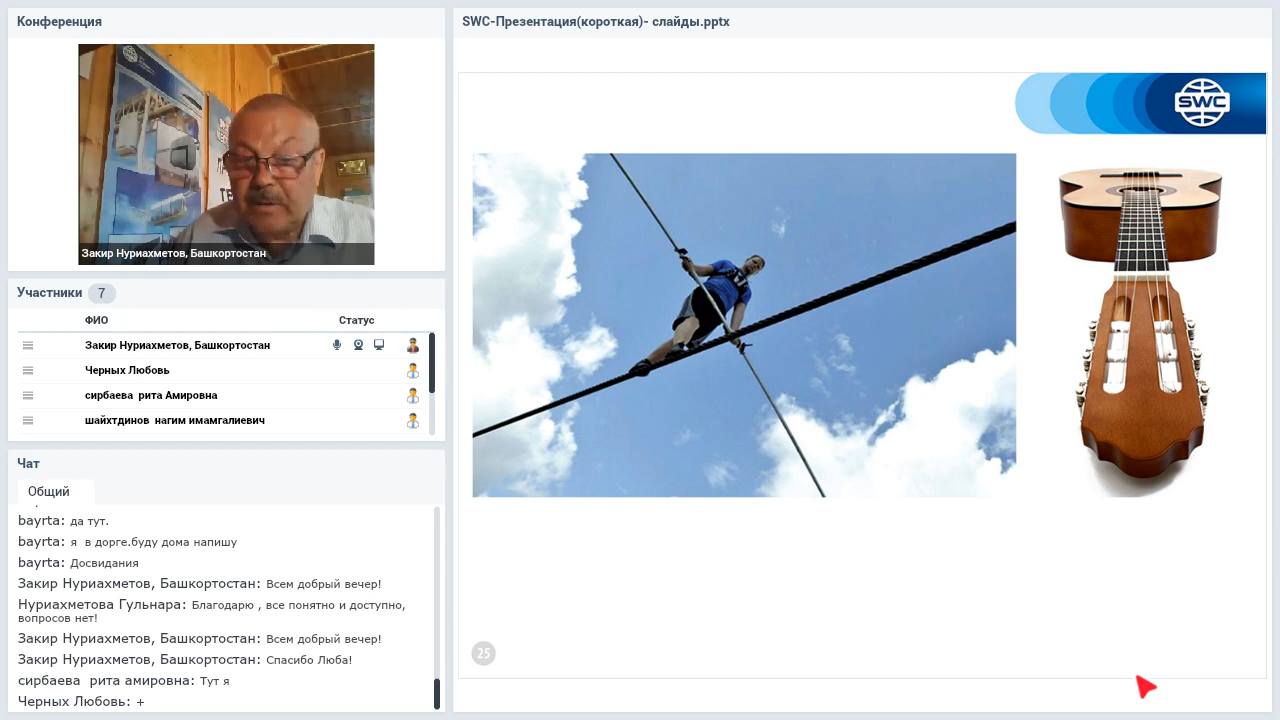 Конференция
Закир Нуриахметов, Башкортостан
Участники 7
ФИО Статус
Закир Нуриахметов, Башкортостан
Черных Любовь
сирбаева рита Амировна
шайхтдинов нагим имамгалиевич
Чат
Общий
bayrta: да тут.
bayrta: я в дорге.буду дома напишу
bayrta: Досвидания
Закир Нуриахметов, Башкортостан: Всем добрый вечер!
Нуриахметова Гульнара: Благодарю , все понятно и доступно,
вопросов нет!
Закир Нуриахметов, Башкортостан: Всем добрый вечер!
Закир Нуриахметов, Башкортостан: Спасибо Люба!
сирбаева рита амировна: Тут я
Черных Любовь: +
SWC-Презентация(короткая)- слайды.pptx
SWC
25